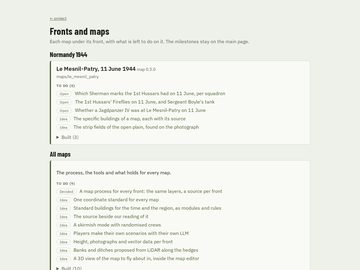 ← project
Fronts and maps
Each map under its front, with what is left to do on it. The milestones stay on the main page.
Normandy 1944
Le Mesnil-Patry, 11 June 1944 map 0.5.0
maps/le_mesnil_patry
TO DO (5)
Open Which Sherman marks the 1st Hussars had on 11 June, per squadron
Open The 1st Hussars' Fireflies on 11 June, and Sergeant Boyle's tank
Open Whether a Jagdpanzer IV was at Le Mesnil-Patry on 11 June
Idea The specific buildings of a map, each with its source
Idea The strip fields of the open plain, found on the photograph
▶ Built (3)
All maps
The process, the tools and what holds for every map.
TO DO (9)
Decided A map process for every front: the same layers, a source per front
Idea One coordinate standard for every map
Idea Standard buildings for the time and the region, as modules and rules
Idea The source beside our reading of it
Idea A skirmish mode with randomised crews
Idea Players make their own scenarios with their own LLM
Idea Height, photographs and vector data per front
Idea Banks and ditches proposed from LiDAR along the hedges
Idea A 3D view of the map to fly about in, inside the map editor
▶ Built (10)